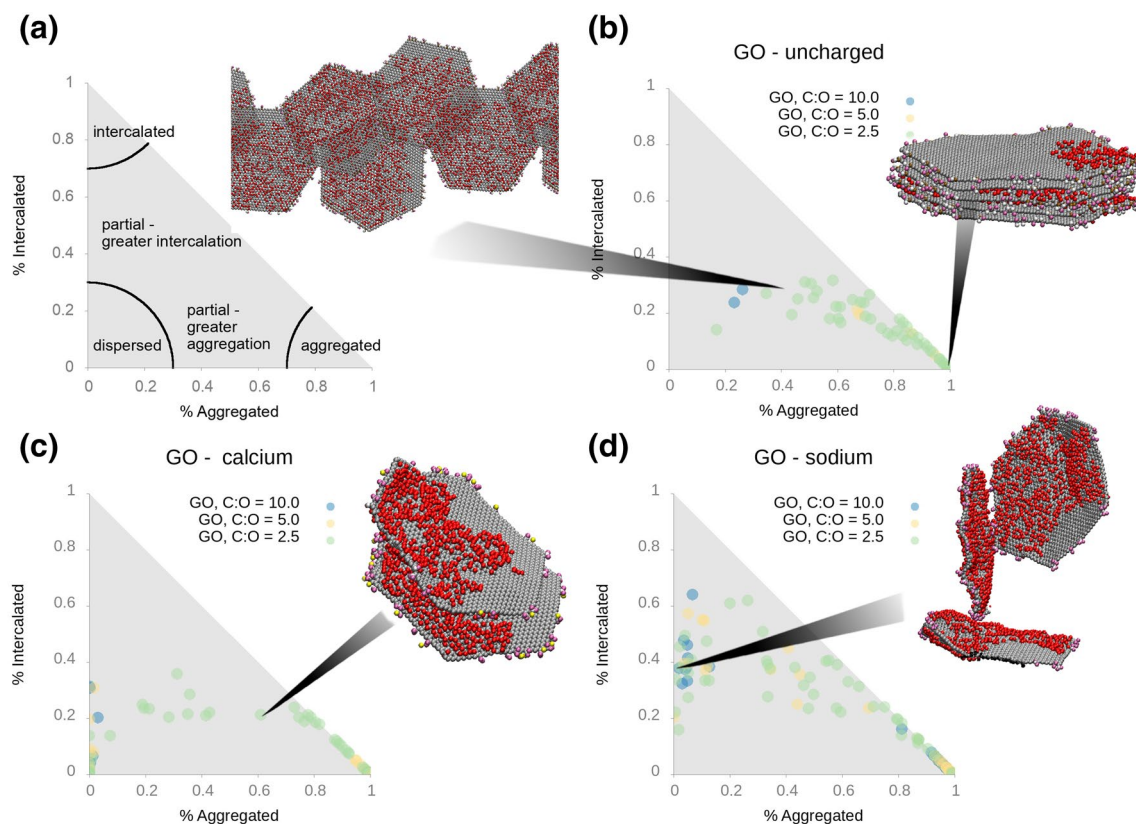 (a)
1
0.8
0.6
0.4
0.2
0
% Intercalated
intercalated
partial -
greater intercalation
partial -
greater
aggregation
dispersed
aggregated
0 0.2 0.4 0.6 0.8 1
% Aggregated
(b)
GO - uncharged
GO, C:O = 10.0
GO, C:O = 5.0
GO, C:O = 2.5
1
0.8
0.6
0.4
0.2
0
% Intercalated
0 0.2 0.4 0.6 0.8 1
% Aggregated
(c)
GO - calcium
GO, C:O = 10.0
GO, C:O = 5.0
GO, C:O = 2.5
1
0.8
0.6
0.4
0.2
0
% Intercalated
0 0.2 0.4 0.6 0.8 1
% Aggregated
(d)
GO - sodium
GO, C:O = 10.0
GO, C:O = 5.0
GO, C:O = 2.5
1
0.8
0.6
0.4
0.2
0
% Intercalated
0 0.2 0.4 0.6 0.8 1
% Aggregated